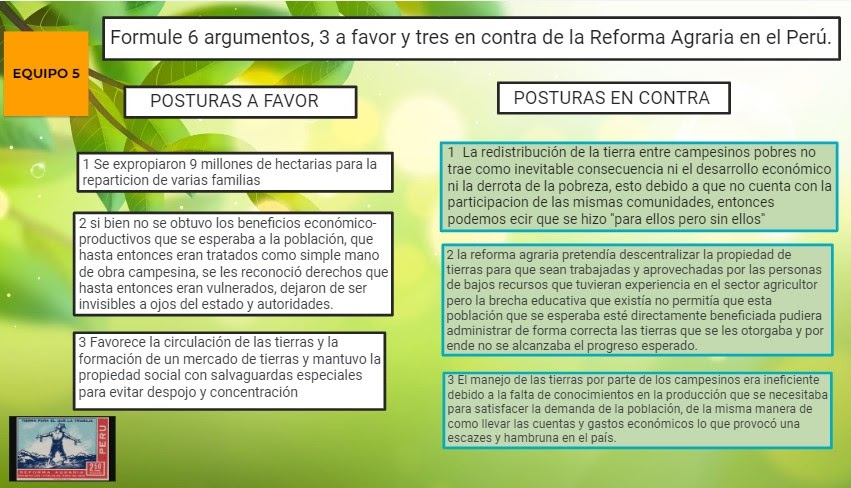 Formule 6 argumentos, 3 a favor y tres en contra de la Reforma Agraria en el Perú.
EQUIPO 5
POSTURAS A FAVOR
1 Se expropiaron 9 millones de hectarias para la
reparticion de varias familias
2 si bien no se obtuvo los beneficios económico-
productivos que se esperaba a la población, que
hasta entonces eran tratados como simple mano
de obra campesina, se les reconoció derechos que
hasta entonces eran vulnerados, dejaron de ser
invisibles a ojos del estado y autoridades.
3 Favorece la circulación de las tierras y la
formación de un mercado de tierras y mantuvo la
propiedad social con salvaguardas especiales
para evitar despojo y concentración
POSTURAS EN CONTRA
1 La redistribución de la tierra entre campesinos pobres no
trae como inevitable consecuencia ni el desarrollo económico
ni la derrota de la pobreza, esto debido a que no cuenta con la
participacion de las mismas comunidades, entonces
podemos ecir que se hizo "para ellos pero sin ellos"
2 la reforma agraria pretendía descentralizar la propiedad de
tierras para que sean trabajadas y aprovechadas por las personas
de bajos recursos que tuvieran experiencia en el sector agricultor
pero la brecha educativa que existía no permitía que esta
población que se esperaba esté directamente beneficiada pudiera
administrar de forma correcta las tierras que se les otorgaba y por
ende no se alcanzaba el progreso esperado.
3 El manejo de las tierras por parte de los campesinos era ineficiente
debido a la falta de conocimientos en la producción que se necesitaba
para satisfacer la demanda de la población, de la misma manera de
como llevar las cuentas y gastos económicos lo que provocó una
escazes y hambruna en el país.
TIERRA PARA EL QUE LA TRABAJA
PERU
2.50
REFORMA AGRARIA